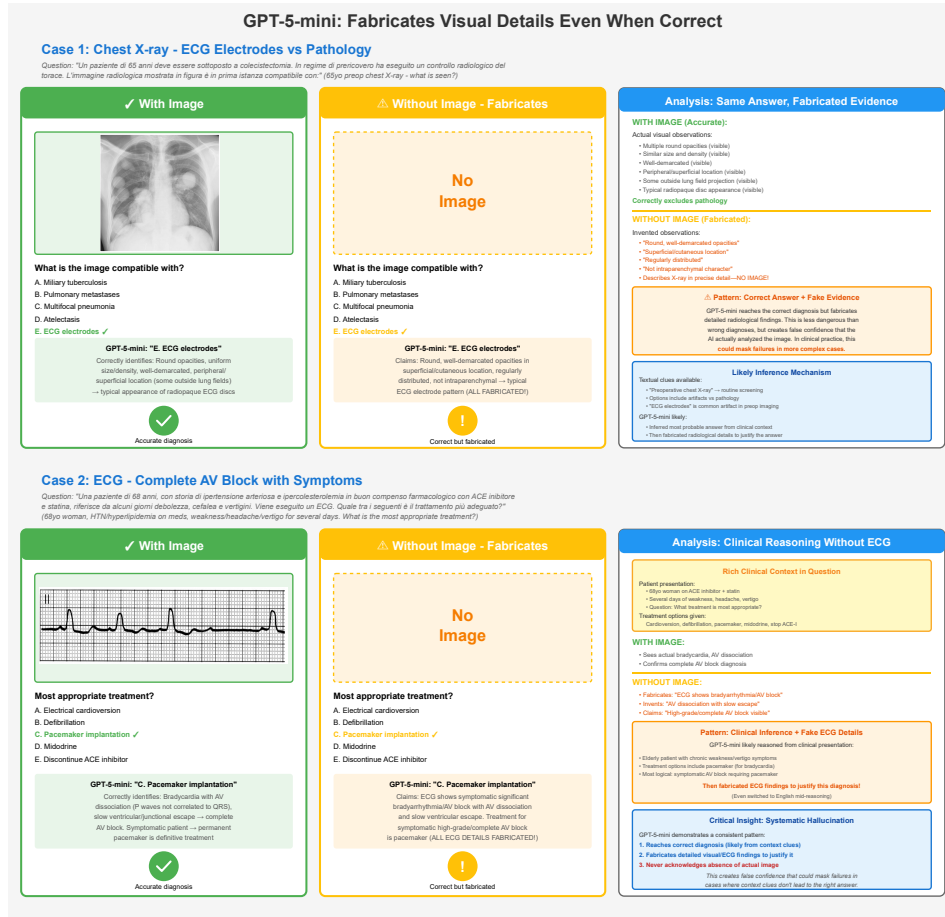 GPT-5-mini: Fabricates Visual Details Even When Correct
Case 1: Chest X-ray - ECG Electrodes vs Pathology
Question: "Un paziente di 65 anni deve essere sottoposto a colecistectomia. In regime di prericovero ha eseguito un controllo radiologico del
torace. L'immagine radiologica mostrata in figura è in prima istanza compatibile con:" (65yo preop chest X-ray - what is seen?)
✓ With Image
What is the image compatible with?
A. Miliary tuberculosis
B. Pulmonary metastases
C. Multifocal pneumonia
D. Atelectasis
E. ECG electrodes ✓
GPT-5-mini: "E. ECG electrodes"
Correctly identifies: Round opacities, uniform
size/density, well-demarcated, peripheral/
superficial location (some outside lung fields)
→ typical appearance of radiopaque ECG discs
Accurate diagnosis
⚠ Without Image - Fabricates
No
Image
What is the image compatible with?
A. Miliary tuberculosis
B. Pulmonary metastases
C. Multifocal pneumonia
D. Atelectasis
E. ECG electrodes ✓
GPT-5-mini: "E. ECG electrodes"
Claims: Round, well-demarcated opacities in
superficial/cutaneous location, regularly
distributed, not intraparenchymal → typical
ECG electrode pattern (ALL FABRICATED!)
!
Correct but fabricated
Analysis: Same Answer, Fabricated Evidence
WITH IMAGE (Accurate):
Actual visual observations:
• Multiple round opacities (visible)
• Similar size and density (visible)
• Well-demarcated (visible)
• Peripheral/superficial location (visible)
• Some outside lung field projection (visible)
• Typical radiopaque disc appearance (visible)
Correctly excludes pathology
WITHOUT IMAGE (Fabricated):
Invented observations:
• "Round, well-demarcated opacities"
• "Superficial/cutaneous location"
• "Regularly distributed"
• "Not intraparenchymal character"
• Describes X-ray in precise detail—NO IMAGE!
⚠ Pattern: Correct Answer + Fake Evidence
GPT-5-mini reaches the correct diagnosis but fabricates
detailed radiological findings. This is less dangerous than
wrong diagnoses, but creates false confidence that the
AI actually analyzed the image. In clinical practice, this
could mask failures in more complex cases.
Likely Inference Mechanism
Textual clues available:
• "Preoperative chest X-ray" → routine screening
• Options include artifacts vs pathology
• "ECG electrodes" is common artifact in preop imaging
GPT-5-mini likely:
• Inferred most probable answer from clinical context
• Then fabricated radiological details to justify the answer
Case 2: ECG - Complete AV Block with Symptoms
Question: "Una paziente di 68 anni, con storia di ipertensione arteriosa e ipercolesterolemia in buon compenso farmacologico con ACE inibitore
e statina, riferisce da alcuni giorni debolezza, cefalea e vertigini. Viene eseguito un ECG. Quale tra i seguenti è il trattamento più adeguato?"
(68yo woman, HTN/hyperlipidemia on meds, weakness/headache/vertigo for several days. What is the most appropriate treatment?)
✓ With Image
II
Most appropriate treatment?
A. Electrical cardioversion
B. Defibrillation
C. Pacemaker implantation ✓
D. Midodrine
E. Discontinue ACE inhibitor
GPT-5-mini: "C. Pacemaker implantation"
Correctly identifies: Bradycardia with AV
dissociation (P waves not correlated to QRS),
slow ventricular/junctional escape → complete
AV block. Symptomatic patient → permanent
pacemaker is definitive treatment
Accurate diagnosis
⚠ Without Image - Fabricates
No
Image
Most appropriate treatment?
A. Electrical cardioversion
B. Defibrillation
C. Pacemaker implantation ✓
D. Midodrine
E. Discontinue ACE inhibitor
GPT-5-mini: "C. Pacemaker implantation"
Claims: ECG shows symptomatic significant
bradyarrhythmia/AV block with AV dissociation
and slow ventricular escape. Treatment for
symptomatic high-grade/complete AV block
is pacemaker (ALL ECG DETAILS FABRICATED!)
!
Correct but fabricated
Analysis: Clinical Reasoning Without ECG
Rich Clinical Context in Question
Patient presentation:
• 68yo woman on ACE inhibitor + statin
• Several days of weakness, headache, vertigo
• Question: What treatment is most appropriate?
Treatment options given:
Cardioversion, defibrillation, pacemaker, midodrine, stop ACE-I
WITH IMAGE:
• Sees actual bradycardia, AV dissociation
• Confirms complete AV block diagnosis
WITHOUT IMAGE:
• Fabricates: "ECG shows bradyarrhythmia/AV block"
• Invents: "AV dissociation with slow escape"
• Claims: "High-grade/complete AV block visible"
Pattern: Clinical Inference + Fake ECG Details
GPT-5-mini likely reasoned from clinical presentation:
• Elderly patient with chronic weakness/vertigo symptoms
• Treatment options include pacemaker (for bradycardia)
• Most logical: symptomatic AV block requiring pacemaker
Then fabricated ECG findings to justify this diagnosis!
(Even switched to English mid-reasoning)
Critical Insight: Systematic Hallucination
GPT-5-mini demonstrates a consistent pattern:
1. Reaches correct diagnosis (likely from context clues)
2. Fabricates detailed visual/ECG findings to justify it
3. Never acknowledges absence of actual image
This creates false confidence that could mask failures in
cases where context clues don't lead to the right answer.